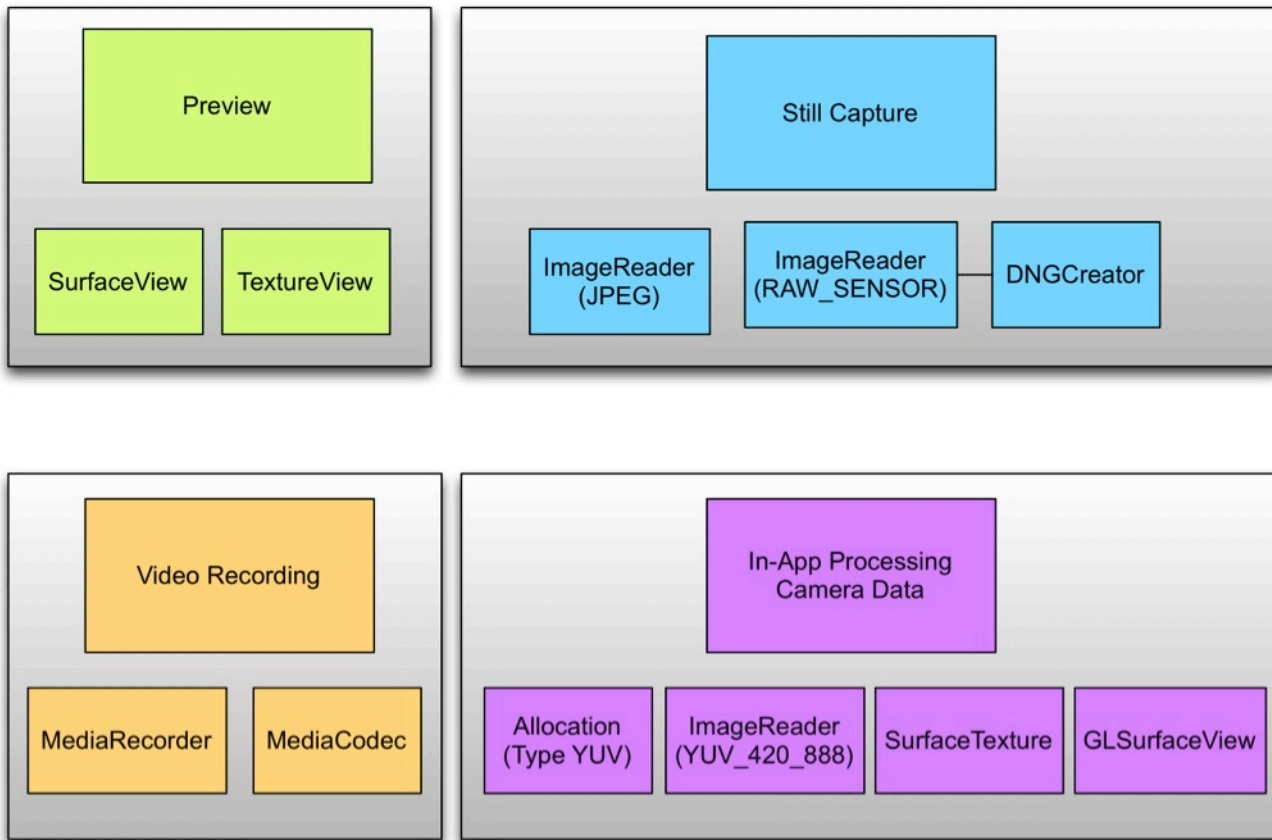 Preview
SurfaceView
TextureView
Still Capture
ImageReader
(JPEG)
ImageReader
(RAW_SENSOR)
DNGCreator
Video Recording
MediaRecorder
MediaCodec
In-App Processing
Camera Data
Allocation
(Type YUV)
ImageReader
(YUV_420_888)
SurfaceTexture
GLSurfaceView